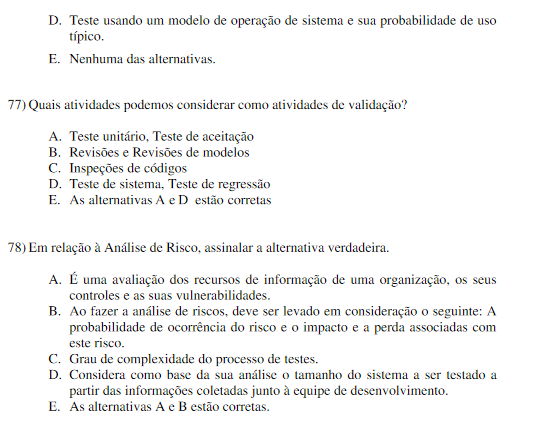 D. Teste usando um modelo de operação de sistema e sua probabilidade de uso
típico.
E. Nenhuma das alternativas.
77) Quais atividades podemos considerar como atividades de validação?
A. Teste unitário, Teste de aceitação
B. Revisões e Revisões de modelos
C. Inspeções de códigos
D. Teste de sistema, Teste de regressão
E. As alternativas A e D estão corretas
78) Em relação à Análise de Risco, assinalar a alternativa verdadeira.
A. É uma avaliação dos recursos de informação de uma organização, os seus
controles e as suas vulnerabilidades.
B. Ao fazer a análise de riscos, deve ser levado em consideração o seguinte: A
probabilidade de ocorrência do risco e o impacto e a perda associadas com
este risco.
C. Grau de complexidade do processo de testes.
D. Considera como base da sua análise o tamanho do sistema a ser testado a
partir das informações coletadas junto à equipe de desenvolvimento.
E. As alternativas A e B estão corretas.